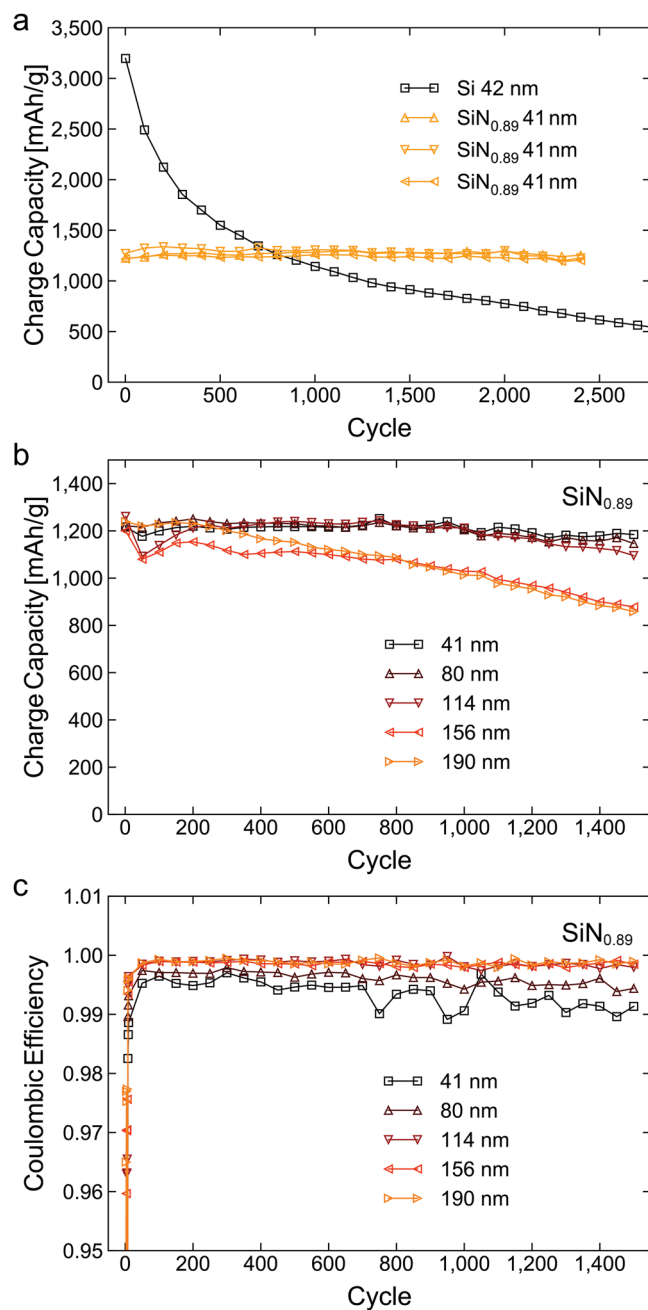 a
3,500
3,000
2,500
2,000
1,500
1,000
500
0
Charge Capacity [mAh/g]
Si 42 nm
SiN0.89 41 nm
SiN0.89 41 nm
SiN0.89 41 nm
0 500 1,000 1,500 2,000 2,500
Cycle
b
1,400
1200
1,000
800
600
400
200
0
Charge Capacity [mAh/g]
SiN0.89
41 nm
80 nm
114 nm
156 nm
190 nm
0 200 400 600 800 1,000 1,200 1,400
Cycle
c
1.01
1.00
0.99
0.98
0.97
0.96
0.95
Coulombic Efficiency
SiN0.89
41 nm
80 nm
114 nm
156 nm
190 nm
0 200 400 600 800 1,000 1,200 1,400
Cycle